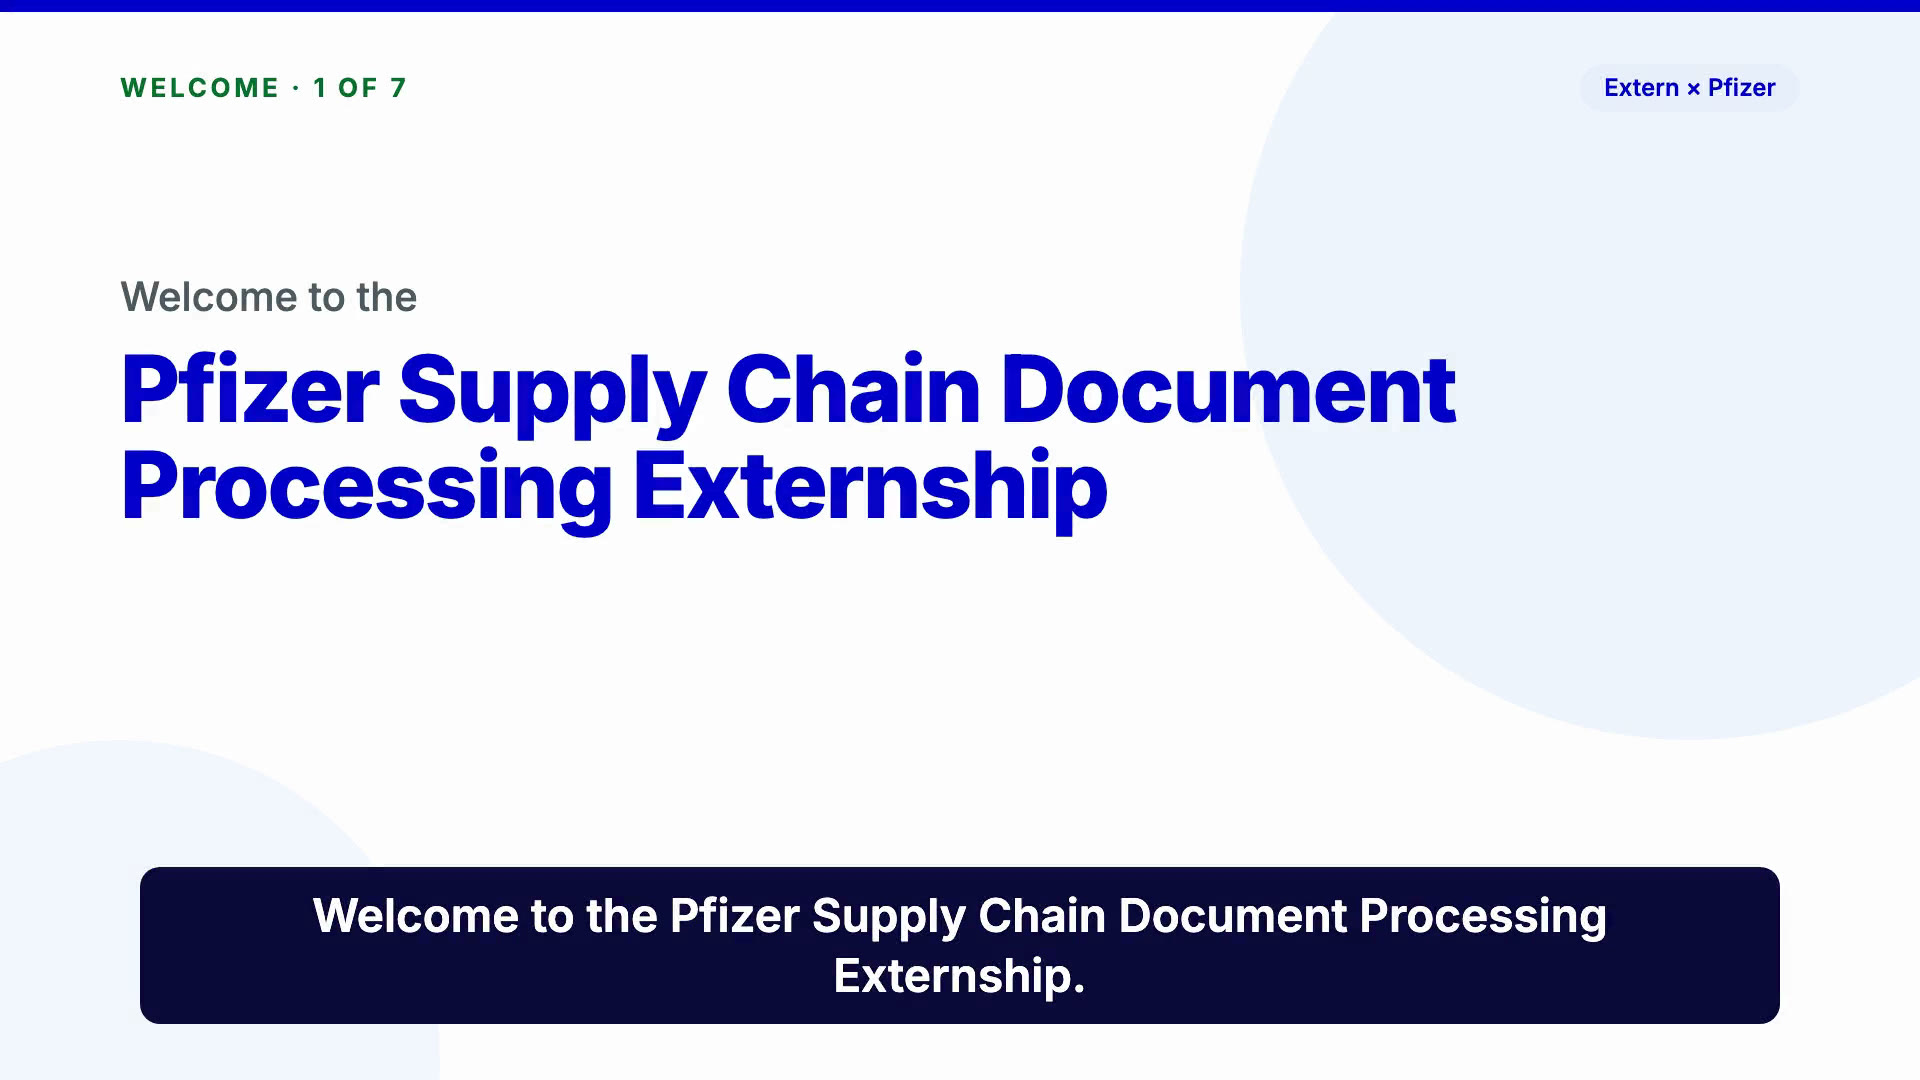 WELCOME · 1 OF 7
Extern × Pfizer
Welcome to the
Pfizer Supply Chain Document
Processing Externship
Welcome to the Pfizer Supply Chain Document Processing
Externship.